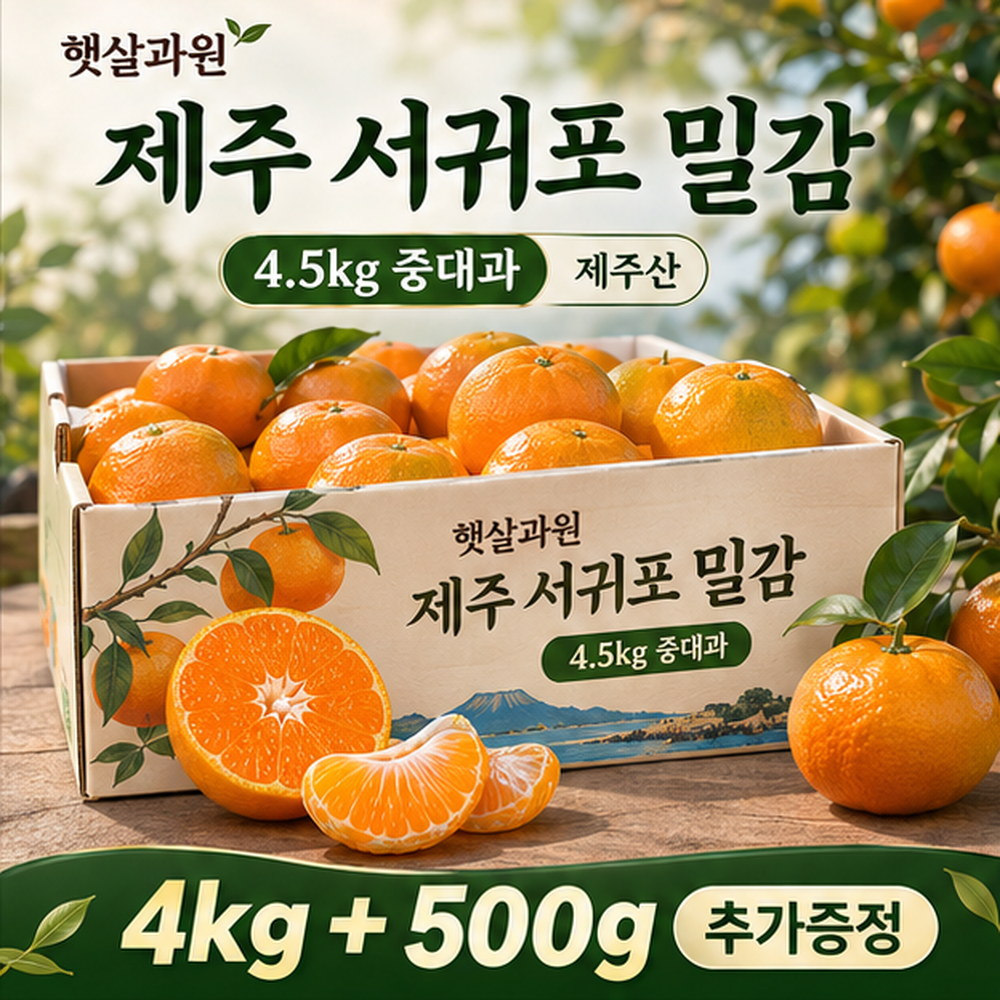 햇살과원
제주 서귀포 밀감
4.5kg 중대과 제주산
햇살과원
제주 서귀포 밀감
4.5kg 중대과
4kg + 500g 추가증정